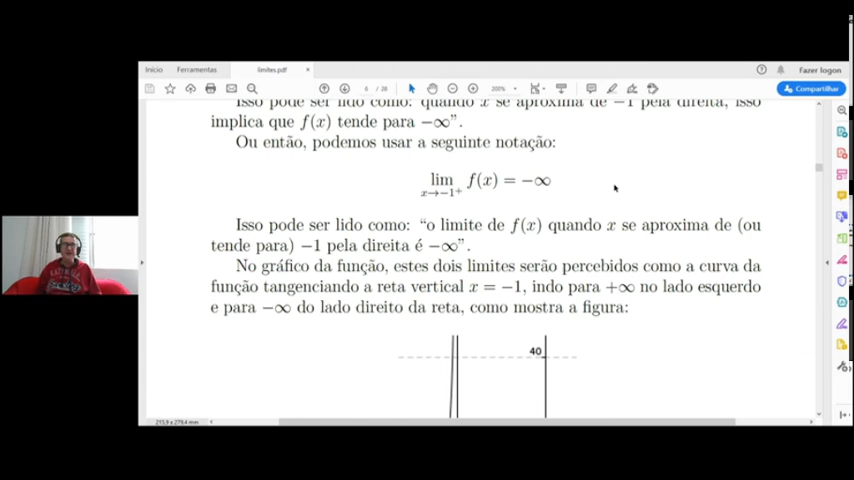 Início Ferramentas limites.pdf × Fazer logon
6 / 28 200% Compartilhar
Isso pode ser lido como: quando x se aproxima de −1 pela direita, isso
implica que f(x) tende para −∞”.
Ou então, podemos usar a seguinte notação:
lim f(x) = −∞
x→−1⁺
Isso pode ser lido como: “o limite de f(x) quando x se aproxima de (ou
tende para) −1 pela direita é −∞”.
No gráfico da função, estes dois limites serão percebidos como a curva da
função tangenciando a reta vertical x = −1, indo para +∞ no lado esquerdo
e para −∞ do lado direito da reta, como mostra a figura:
40
215,9 x 279,4 mm